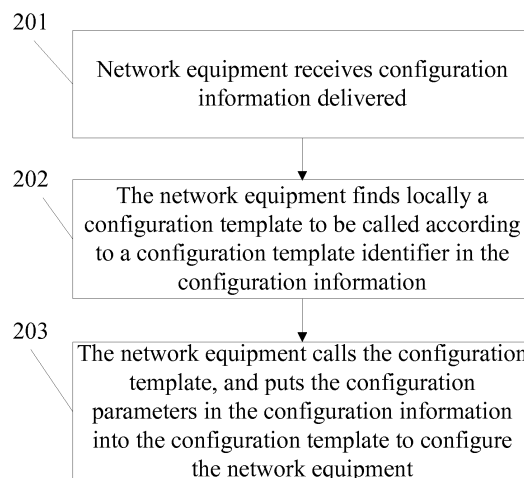 201
Network equipment receives configuration
information delivered
202
The network equipment finds locally a
configuration template to be called according
to a configuration template identifier in the
configuration information
203
The network equipment calls the configuration
template, and puts the configuration
parameters in the configuration information
into the configuration template to configure
the network equipment